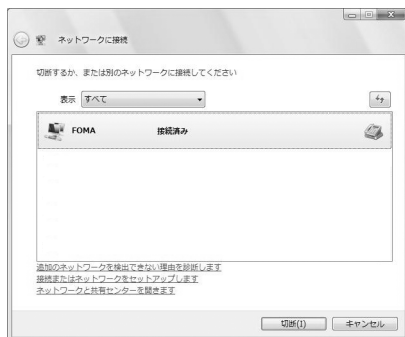 ネットワークに接続
切断するか、または別のネットワークに接続してください
表示 すべて
FOMA 接続済み
追加のネットワークを検出できない理由を診断します
接続またはネットワークをセットアップします
ネットワークと共有センターを開きます
切断(I) キャンセル